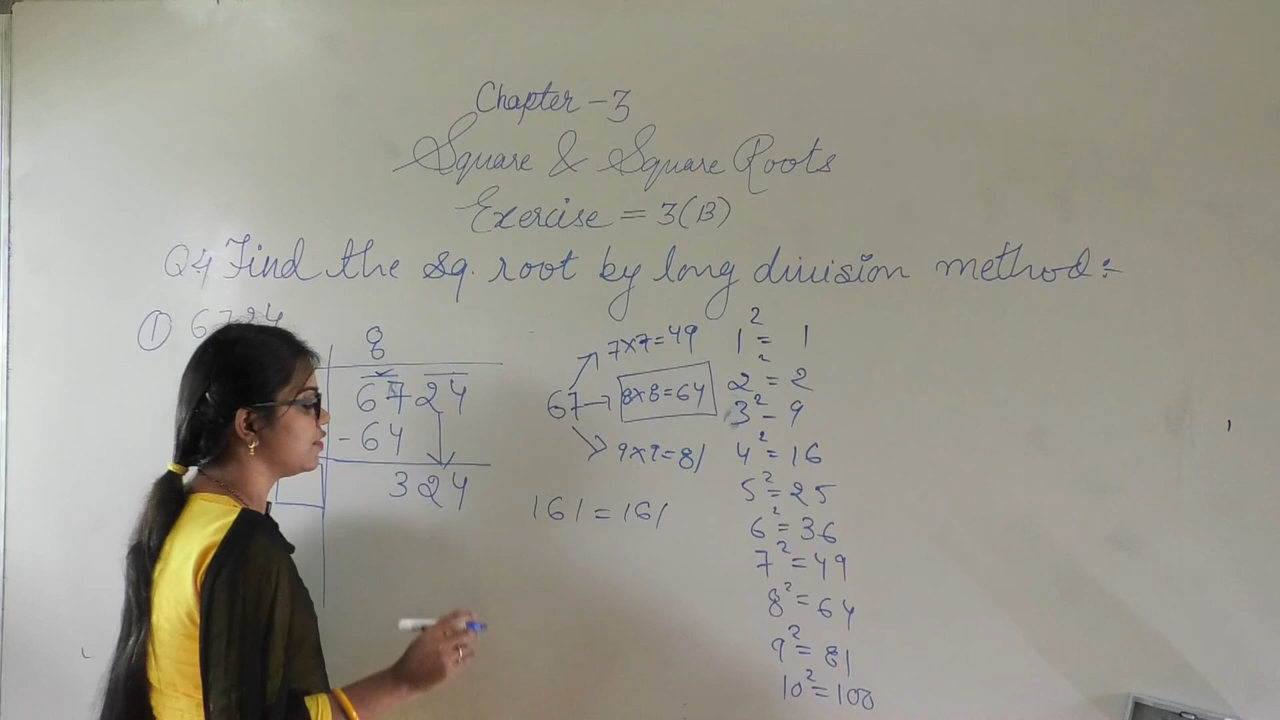 Chapter - 3
Square & Square Roots
Exercise = 3(B)
Q4 Find the sq. root by long division method :-
① 6724
8
6724
-64
324
67
7×7=49
8×8=64
9×9=81
161=161
1² = 1
2² = 2
3² - 9
4² = 16
5² = 25
6² = 36
7² = 49
8² = 64
9² = 81
10² = 100